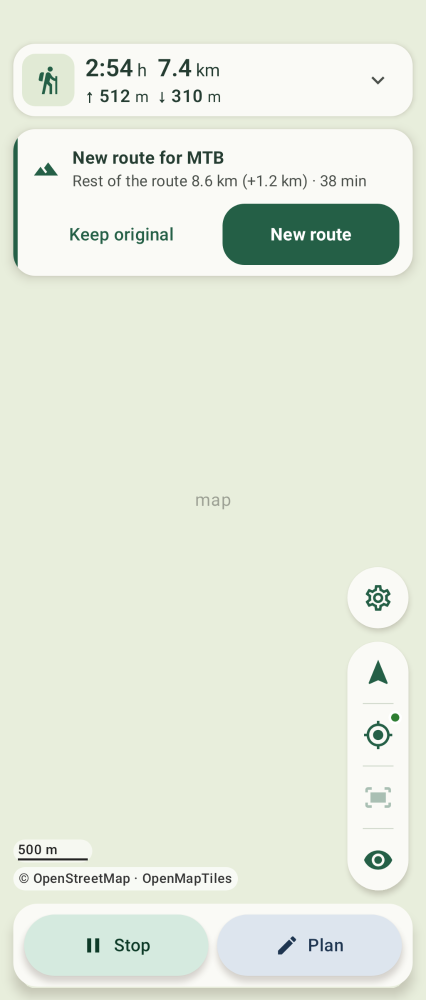 2:54 h 7.4 km
↑ 512 m ↓ 310 m
New route for MTB
Rest of the route 8.6 km (+1.2 km) · 38 min
Keep original
New route
map
500 m
© OpenStreetMap · OpenMapTiles
Stop
Plan